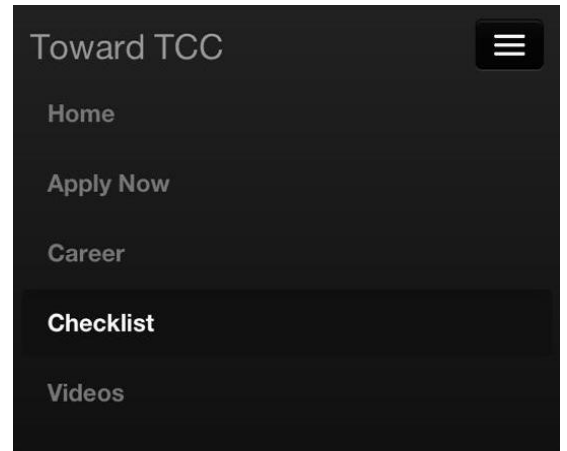 Toward TCC
Home
Apply Now
Career
Checklist
Videos